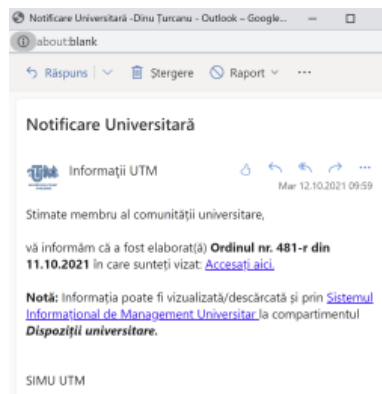 Notificare Universitară -Dinu Țurcanu - Outlook – Google...
about:blank
Răspuns Ștergere Raport ...
Notificare Universitară
Informații UTM
Mar 12.10.2021 09:59
Stimate membru al comunității universitare,
vă informăm că a fost elaborat(ă) Ordinul nr. 481-r din
11.10.2021 în care sunteți vizat: Accesați aici.
Notă: Informația poate fi vizualizată/descărcată și prin Sistemul
Informațional de Management Universitar la compartimentul
Dispoziții universitare.
SIMU UTM